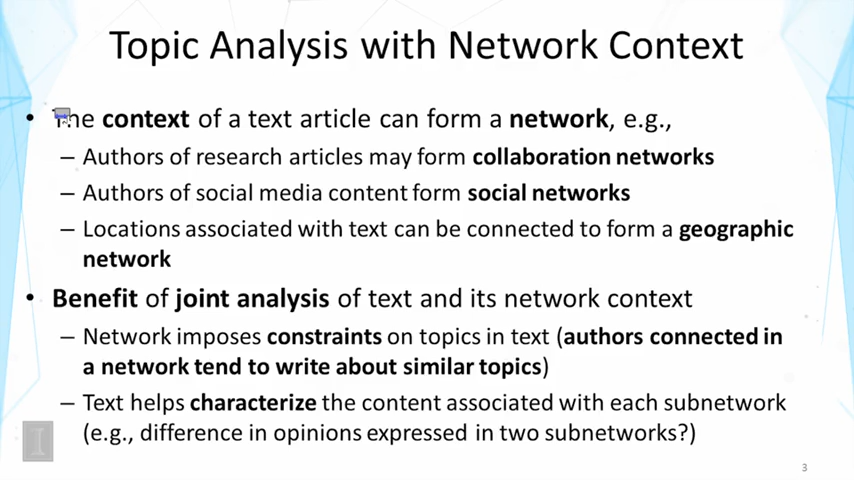 Topic Analysis with Network Context
• The context of a text article can form a network, e.g.,
– Authors of research articles may form collaboration networks
– Authors of social media content form social networks
– Locations associated with text can be connected to form a geographic
network
• Benefit of joint analysis of text and its network context
– Network imposes constraints on topics in text (authors connected in
a network tend to write about similar topics)
– Text helps characterize the content associated with each subnetwork
(e.g., difference in opinions expressed in two subnetworks?)
I
3